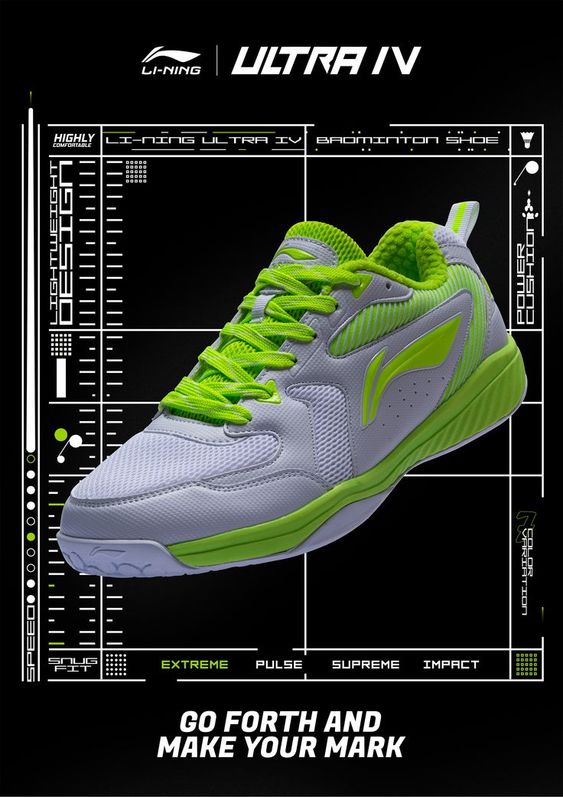 LI-NING
ULTRA IV
HIGHLY
COMFORTABLE
LI-NING ULTRA IV
BADMINTON SHOE
LIGHTWEIGHT
DESIGN
POWER
CUSHION
COLOR
VARIATION
SPEED
SNUG
FIT
EXTREME
PULSE
SUPREME
IMPACT
GO FORTH AND
MAKE YOUR MARK